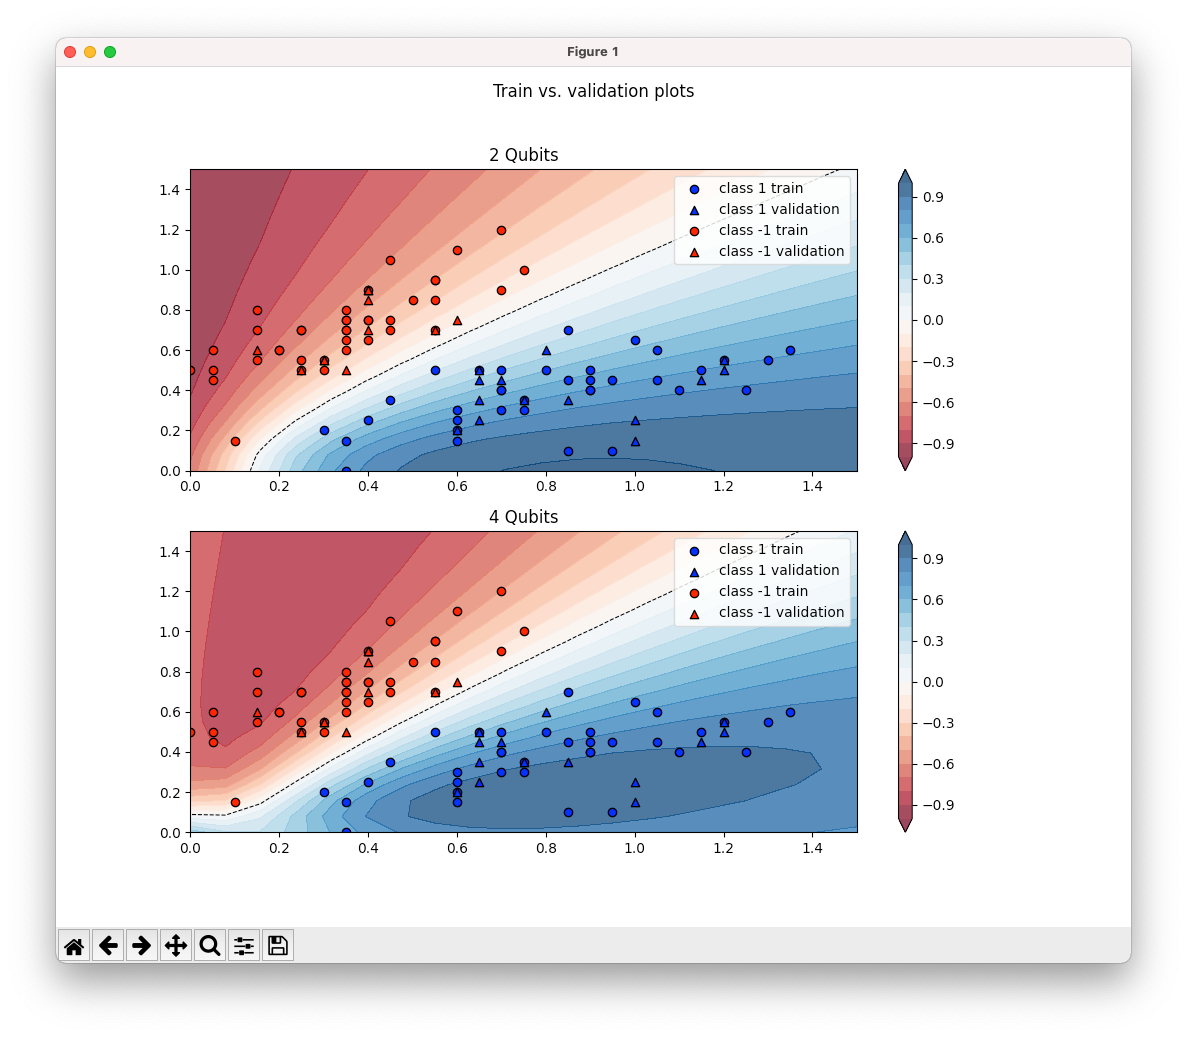 Figure 1
Train vs. validation plots
2 Qubits
1.4
1.2
1.0
0.8
0.6
0.4
0.2
0.0
0.0 0.2 0.4 0.6 0.8 1.0 1.2 1.4
class 1 train
class 1 validation
class -1 train
class -1 validation
0.9
0.6
0.3
0.0
−0.3
−0.6
−0.9
4 Qubits
1.4
1.2
1.0
0.8
0.6
0.4
0.2
0.0
0.0 0.2 0.4 0.6 0.8 1.0 1.2 1.4
class 1 train
class 1 validation
class -1 train
class -1 validation
0.9
0.6
0.3
0.0
−0.3
−0.6
−0.9